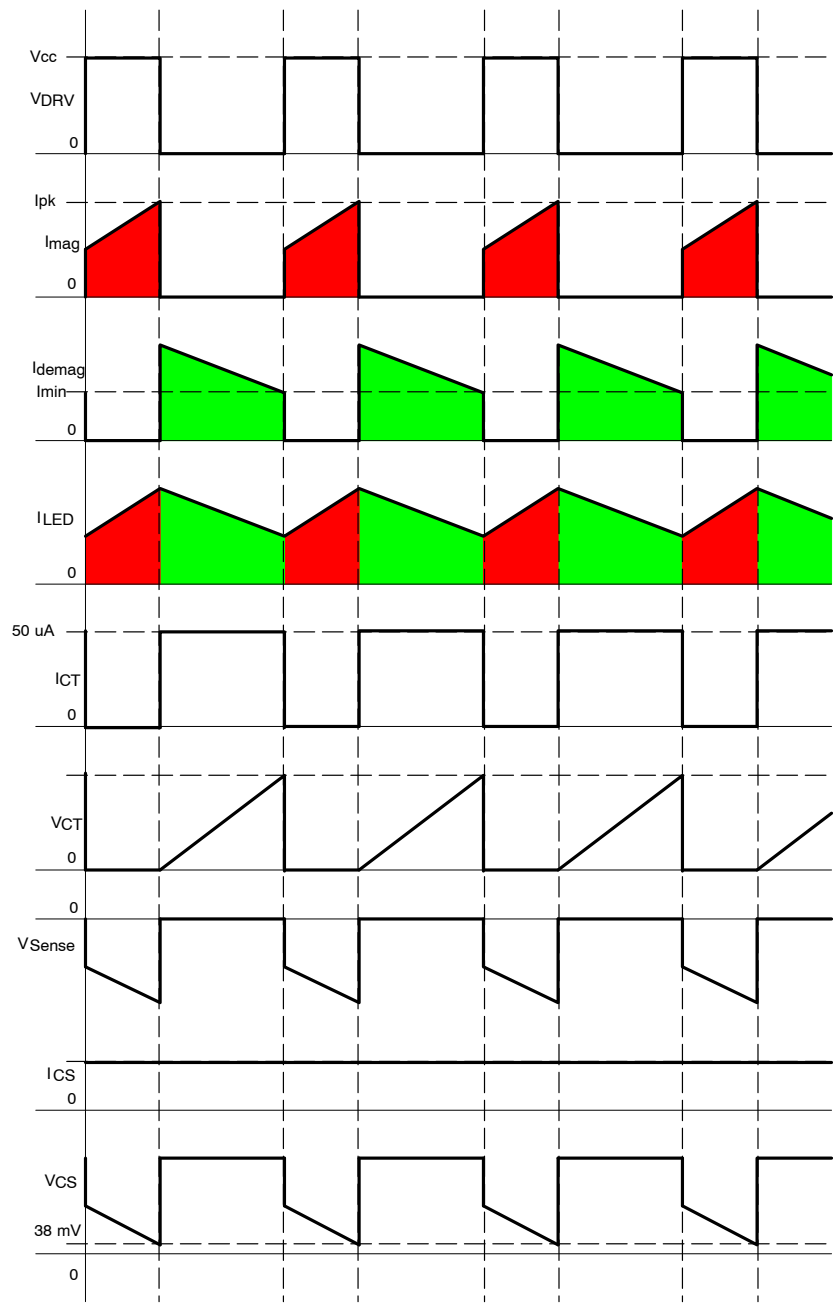 Vcc
VDRV
0
Ipk
Imag
0
Idemag
Imin
0
ILED
0
50 uA
ICT
0
VCT
0
0
VSense
ICS
0
VCS
38 mV
0